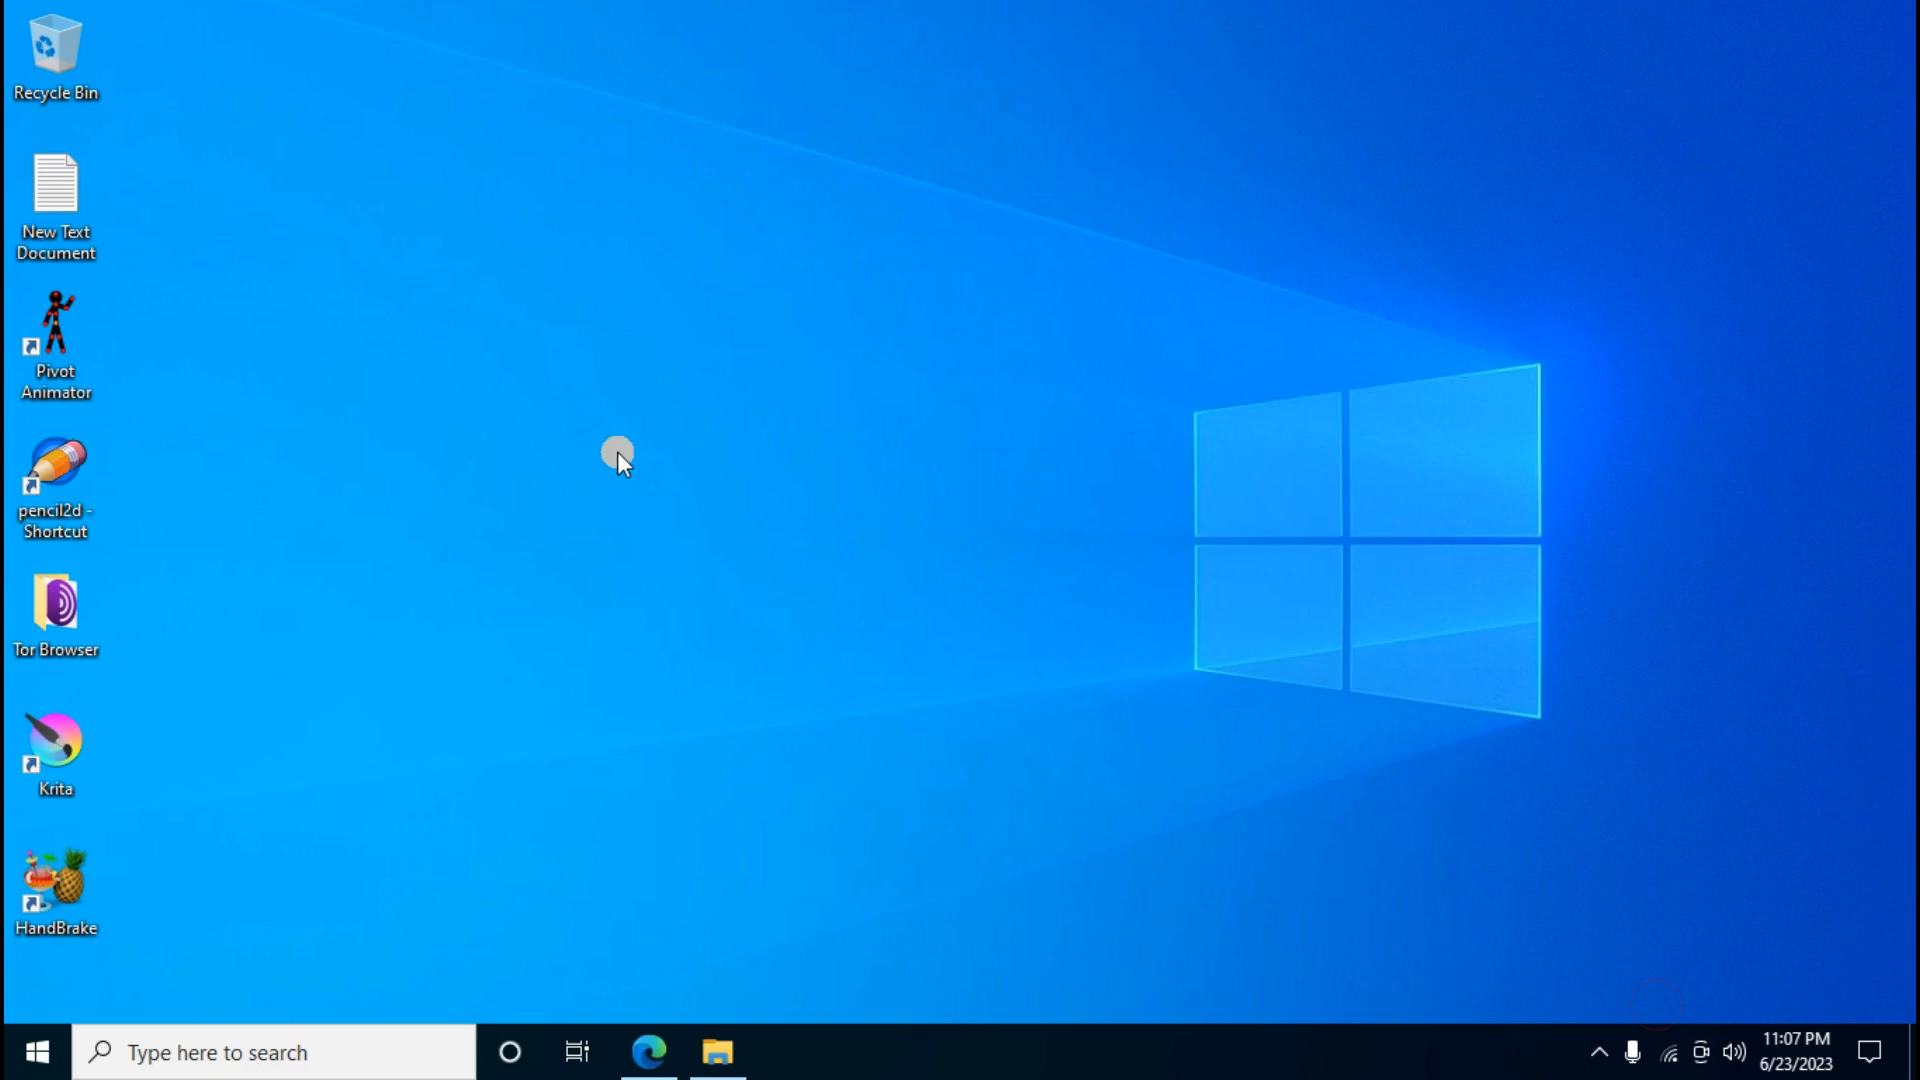 Recycle Bin
New Text
Document
Pivot
Animator
pencil2d -
Shortcut
Tor Browser
Krita
HandBrake
Type here to search
11:07 PM
6/23/2023